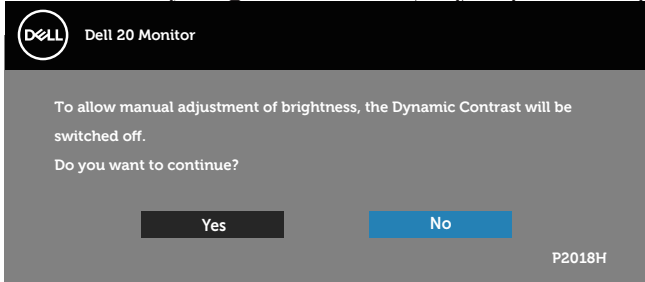 DELL
Dell 20 Monitor
To allow manual adjustment of brightness, the Dynamic Contrast will be
switched off.
Do you want to continue?
Yes
No
P2018H